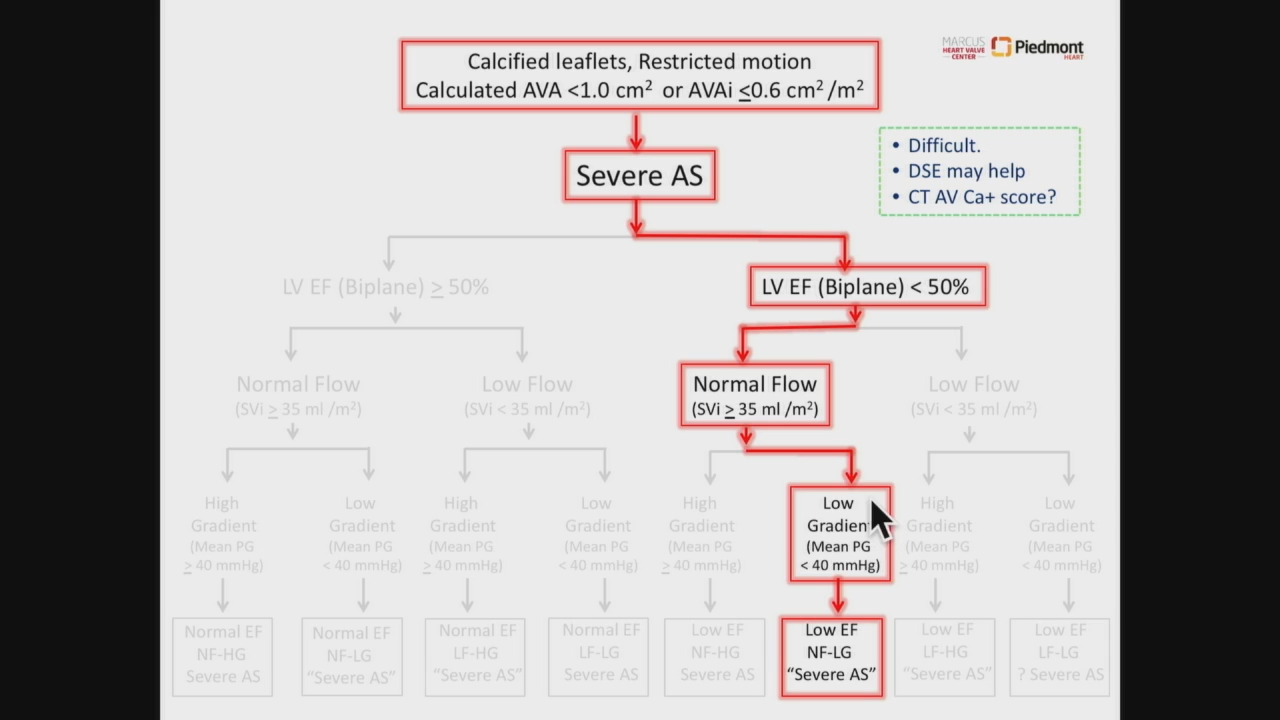 Calcified leaflets, Restricted motion
Calculated AVA <1.0 cm² or AVAi ≤0.6 cm²/m²
MARCUS
HEART VALVE
CENTER
Piedmont
HEART
Severe AS
• Difficult.
• DSE may help
• CT AV Ca+ score?
LV EF (Biplane) ≥ 50%
LV EF (Biplane) < 50%
Normal Flow
(SVi ≥ 35 ml /m²)
Low Flow
(SVi < 35 ml /m²)
Normal Flow
(SVi ≥ 35 ml /m²)
Low Flow
(SVi < 35 ml /m²)
High
Gradient
(Mean PG
≥ 40 mmHg)
Low
Gradient
(Mean PG
< 40 mmHg)
High
Gradient
(Mean PG
≥ 40 mmHg)
Low
Gradient
(Mean PG
< 40 mmHg)
High
Gradient
(Mean PG
≥ 40 mmHg)
Low
Gradient
(Mean PG
< 40 mmHg)
High
Gradient
(Mean PG
≥ 40 mmHg)
Low
Gradient
(Mean PG
< 40 mmHg)
Normal EF
NF-HG
Severe AS
Normal EF
NF-LG
“Severe AS”
Normal EF
LF-HG
“Severe AS”
Normal EF
LF-LG
Severe AS
Low EF
NF-HG
Severe AS
Low EF
NF-LG
“Severe AS”
Low EF
LF-HG
“Severe AS”
Low EF
LF-LG
? Severe AS